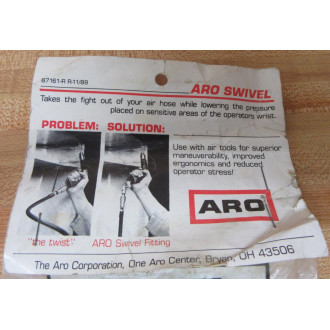 67161-R R-11/89
ARO SWIVEL
Takes the fight out of your air hose while lowering the pressure
placed on sensitive areas of the operators wrist.
PROBLEM: SOLUTION:
Use with air tools for superior
maneuverability, improved
ergonomics and reduced
operator stress!
ARO®
"the twist" ARO Swivel Fitting
The Aro Corporation, One Aro Center, Bryan, OH 43506